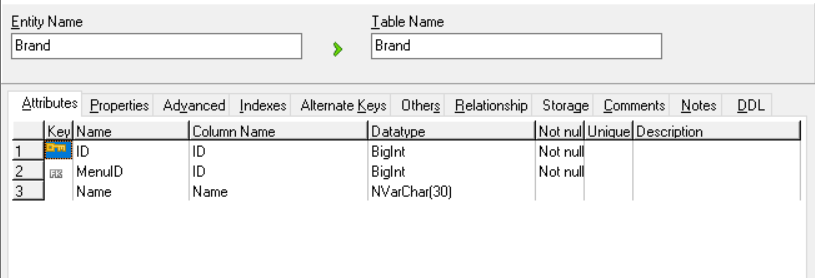 Entity Name Table Name
Brand Brand
Attributes Properties Advanced Indexes Alternate Keys Others Relationship Storage Comments Notes DDL
Key Name Column Name Datatype Not nul Unique Description
1 ID ID BigInt Not null
2 FK MenuID ID BigInt Not null
3 Name Name NVarChar(30)